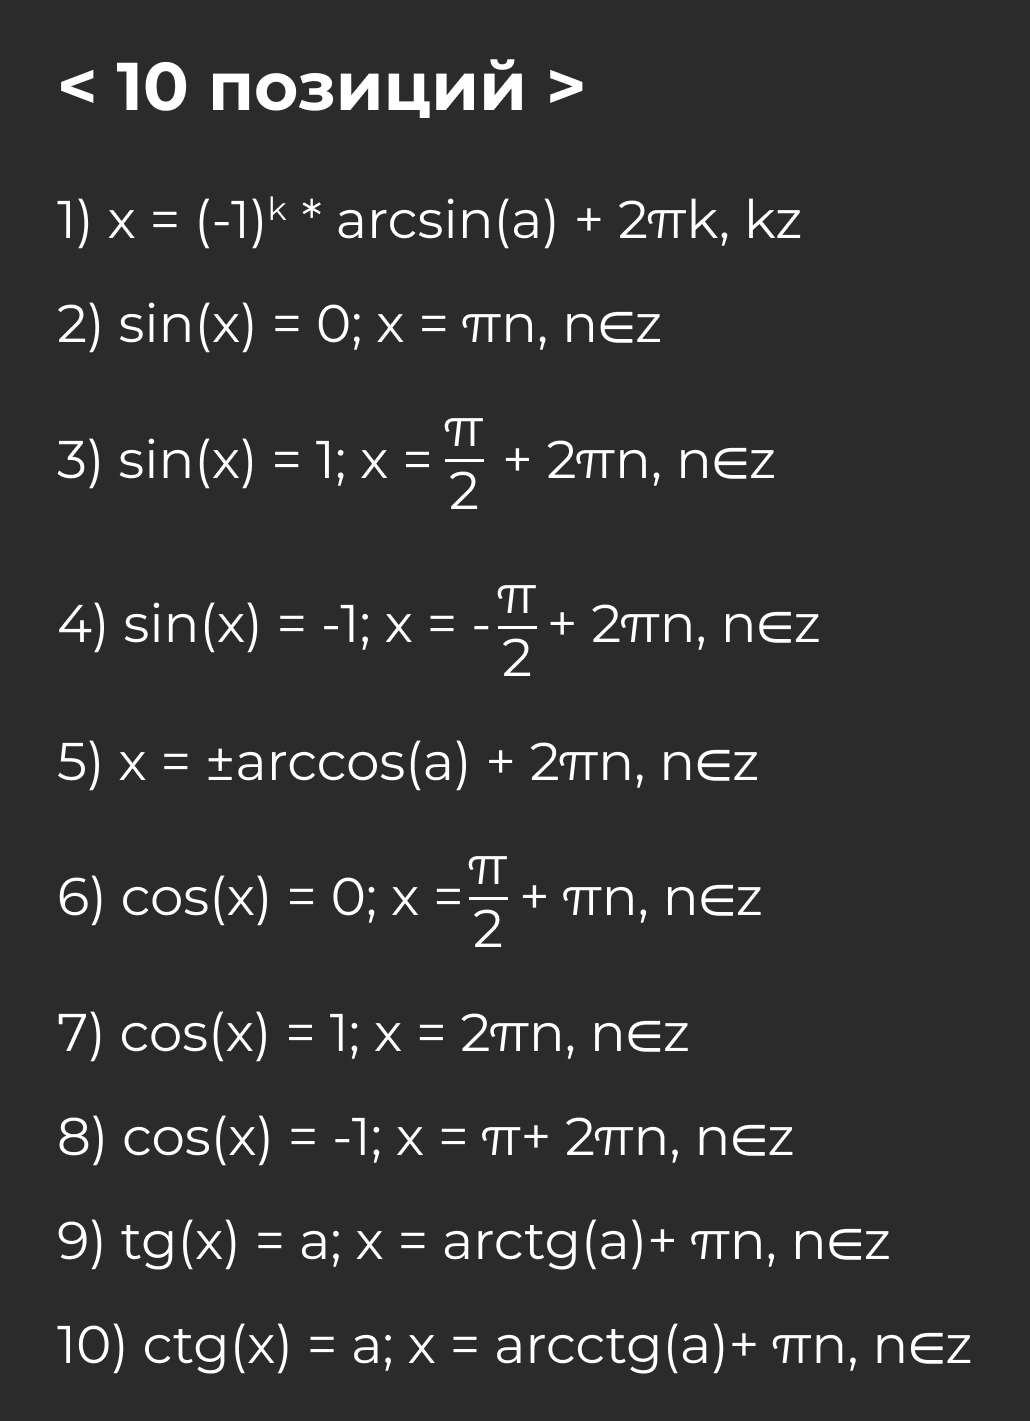 < 10 позиций >
1) x = (-1)ᵏ * arcsin(a) + 2πk, kz
2) sin(x) = 0; x = πn, n∈z
3) sin(x) = 1; x = π/2 + 2πn, n∈z
4) sin(x) = -1; x = -π/2 + 2πn, n∈z
5) x = ±arccos(a) + 2πn, n∈z
6) cos(x) = 0; x = π/2 + πn, n∈z
7) cos(x) = 1; x = 2πn, n∈z
8) cos(x) = -1; x = π+ 2πn, n∈z
9) tg(x) = a; x = arctg(a)+ πn, n∈z
10) ctg(x) = a; x = arcctg(a)+ πn, n∈z